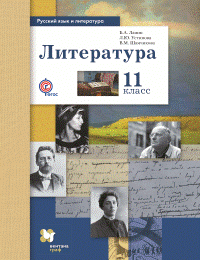 Русский язык и литература
Б.А. Ланин
Л.Ю. Устинова
В.М. Шамчикова
Литература
ФГОС
11
класс
вентана
граф